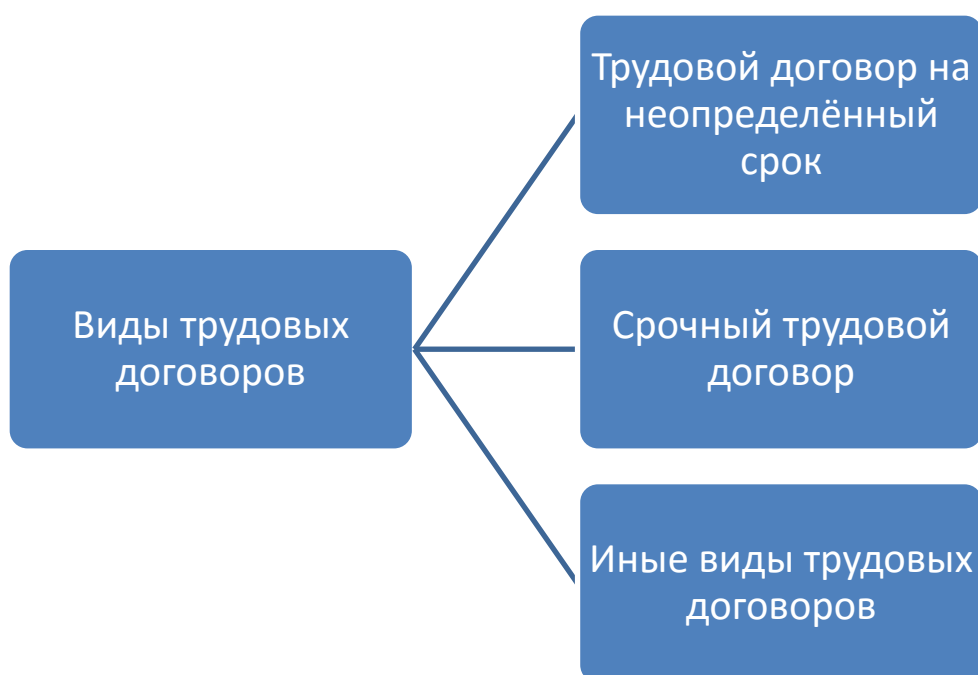 Виды трудовых
договоров
Трудовой договор на
неопределённый
срок
Срочный трудовой
договор
Иные виды трудовых
договоров